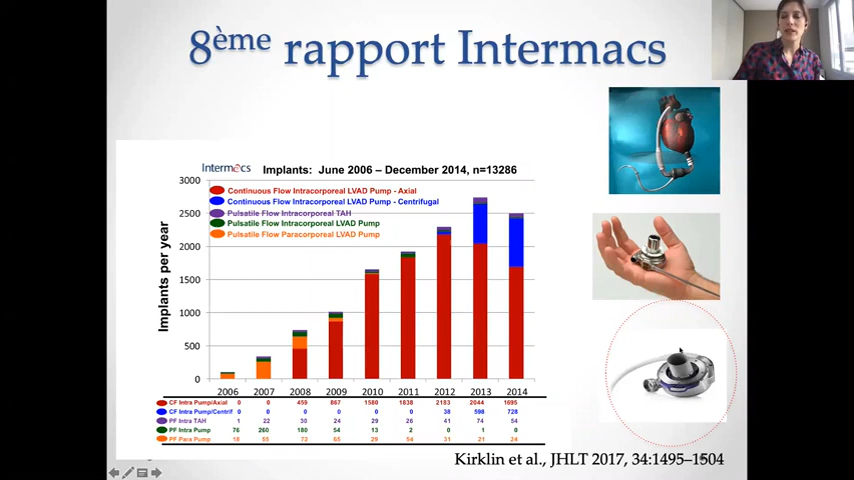 8ème rapport Intermacs
Intermacs Implants: June 2006 – December 2014, n=13286
Implants per year
3000
2500
2000
1500
1000
500
0
Continuous Flow Intracorporeal LVAD Pump - Axial
Continuous Flow Intracorporeal LVAD Pump - Centrifugal
Pulsatile Flow Intracorporeal TAH
Pulsatile Flow Intracorporeal LVAD Pump
Pulsatile Flow Paracorporeal LVAD Pump
2006 2007 2008 2009 2010 2011 2012 2013 2014
CF Intra Pump/Axial 0 0 459 867 1580 1838 2183 2044 1695
CF Intra Pump/Centrif 0 0 0 0 0 0 38 598 728
PF Intra TAH 1 22 30 24 29 26 41 74 54
PF Intra Pump 76 260 180 54 13 2 0 1 0
PF Para Pump 18 55 72 65 29 54 31 21 24
Kirklin et al., JHLT 2017, 34:1495–1504